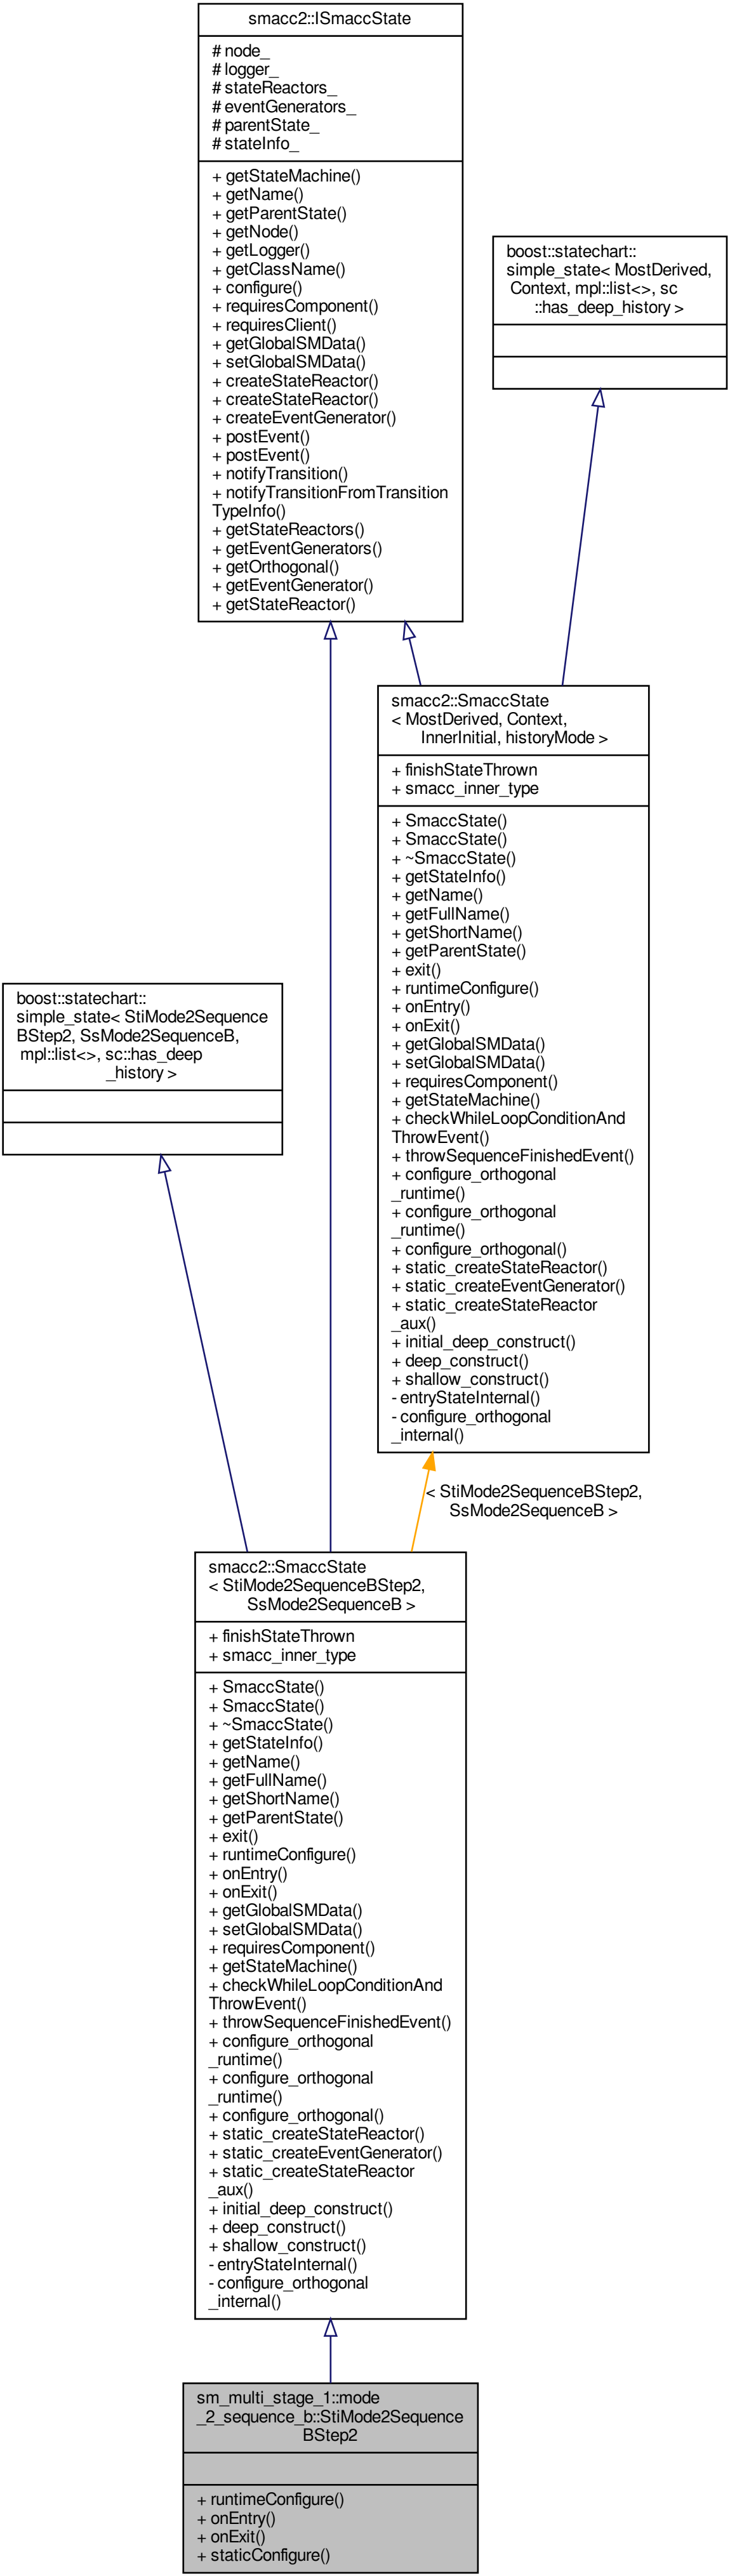 smacc2::ISmaccState
# node_
# logger_
# stateReactors_
# eventGenerators_
# parentState_
# stateInfo_
+ getStateMachine()
+ getName()
+ getParentState()
+ getNode()
+ getLogger()
+ getClassName()
+ configure()
+ requiresComponent()
+ requiresClient()
+ getGlobalSMData()
+ setGlobalSMData()
+ createStateReactor()
+ createStateReactor()
+ createEventGenerator()
+ postEvent()
+ postEvent()
+ notifyTransition()
+ notifyTransitionFromTransition
TypeInfo()
+ getStateReactors()
+ getEventGenerators()
+ getOrthogonal()
+ getEventGenerator()
+ getStateReactor()
boost::statechart::
simple_state< MostDerived,
Context, mpl::list<>, sc
::has_deep_history >
smacc2::SmaccState
< MostDerived, Context,
InnerInitial, historyMode >
+ finishStateThrown
+ smacc_inner_type
+ SmaccState()
+ SmaccState()
+ ~SmaccState()
+ getStateInfo()
+ getName()
+ getFullName()
+ getShortName()
+ getParentState()
+ exit()
+ runtimeConfigure()
+ onEntry()
+ onExit()
+ getGlobalSMData()
+ setGlobalSMData()
+ requiresComponent()
+ getStateMachine()
+ checkWhileLoopConditionAnd
ThrowEvent()
+ throwSequenceFinishedEvent()
+ configure_orthogonal
_runtime()
+ configure_orthogonal
_runtime()
+ configure_orthogonal()
+ static_createStateReactor()
+ static_createEventGenerator()
+ static_createStateReactor
_aux()
+ initial_deep_construct()
+ deep_construct()
+ shallow_construct()
- entryStateInternal()
- configure_orthogonal
_internal()
boost::statechart::
simple_state< StiMode2Sequence
BStep2, SsMode2SequenceB,
mpl::list<>, sc::has_deep
_history >
< StiMode2SequenceBStep2,
SsMode2SequenceB >
smacc2::SmaccState
< StiMode2SequenceBStep2,
SsMode2SequenceB >
+ finishStateThrown
+ smacc_inner_type
+ SmaccState()
+ SmaccState()
+ ~SmaccState()
+ getStateInfo()
+ getName()
+ getFullName()
+ getShortName()
+ getParentState()
+ exit()
+ runtimeConfigure()
+ onEntry()
+ onExit()
+ getGlobalSMData()
+ setGlobalSMData()
+ requiresComponent()
+ getStateMachine()
+ checkWhileLoopConditionAnd
ThrowEvent()
+ throwSequenceFinishedEvent()
+ configure_orthogonal
_runtime()
+ configure_orthogonal
_runtime()
+ configure_orthogonal()
+ static_createStateReactor()
+ static_createEventGenerator()
+ static_createStateReactor
_aux()
+ initial_deep_construct()
+ deep_construct()
+ shallow_construct()
- entryStateInternal()
- configure_orthogonal
_internal()
sm_multi_stage_1::mode
_2_sequence_b::StiMode2Sequence
BStep2
+ runtimeConfigure()
+ onEntry()
+ onExit()
+ staticConfigure()